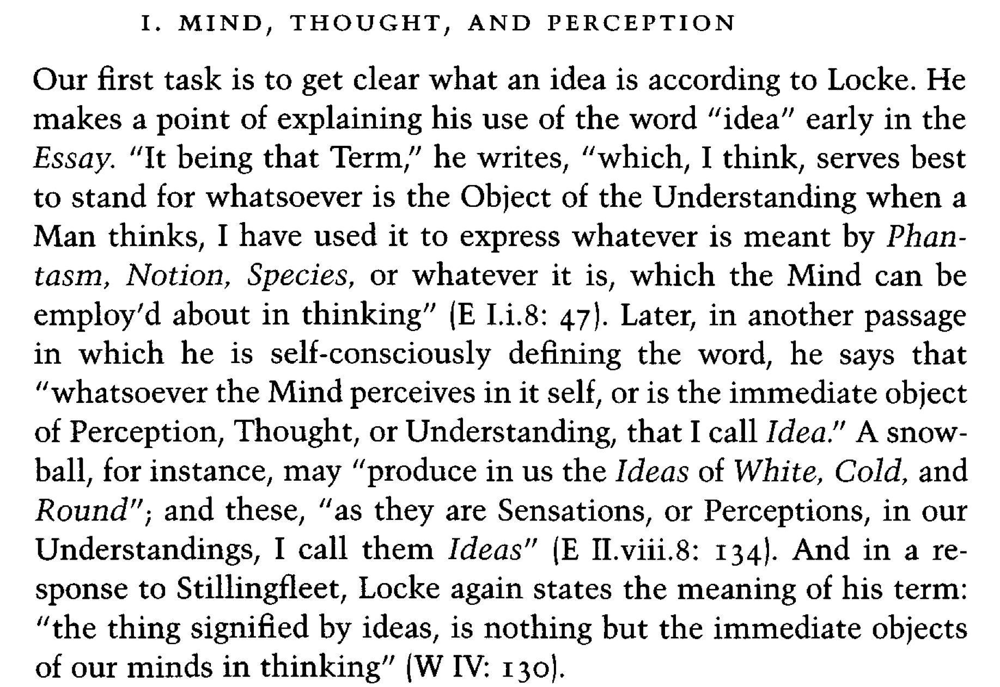 I. MIND, THOUGHT, AND PERCEPTION
Our first task is to get clear what an idea is according to Locke. He
makes a point of explaining his use of the word "idea" early in the
Essay. "It being that Term," he writes, "which, I think, serves best
to stand for whatsoever is the Object of the Understanding when a
Man thinks, I have used it to express whatever is meant by Phan-
tasm, Notion, Species, or whatever it is, which the Mind can be
employ'd about in thinking" (E I.i.8: 47). Later, in another passage
in which he is self-consciously defining the word, he says that
"whatsoever the Mind perceives in it self, or is the immediate object
of Perception, Thought, or Understanding, that I call Idea." A snow-
ball, for instance, may "produce in us the Ideas of White, Cold, and
Round"; and these, "as they are Sensations, or Perceptions, in our
Understandings, I call them Ideas" (E II.viii.8: 134). And in a re-
sponse to Stillingfleet, Locke again states the meaning of his term:
"the thing signified by ideas, is nothing but the immediate objects
of our minds in thinking" (W IV: 130).